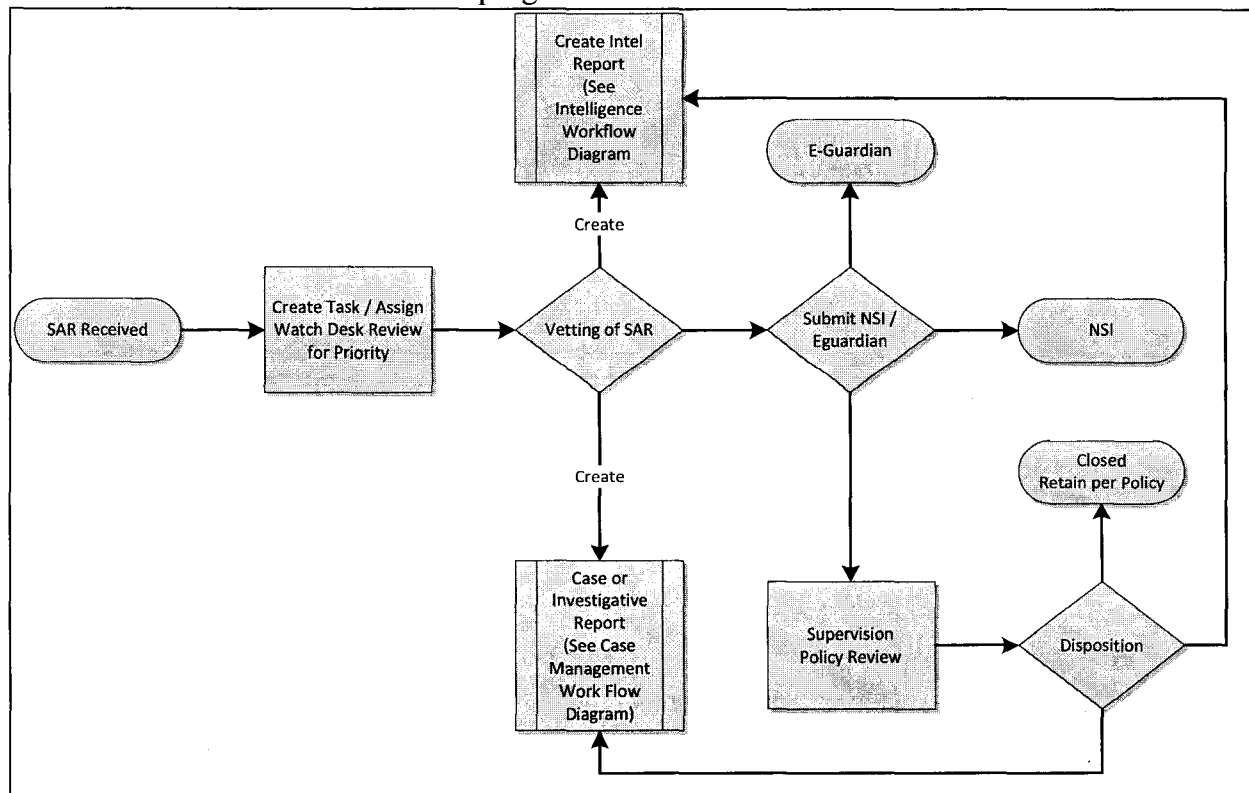 Create Intel
Report
(See
Intelligence
Workflow
Diagram
E-Guardian
Create
SAR Received
Create Task / Assign
Watch Desk Review
for Priority
Vetting of SAR
Submit NSI /
Eguardian
NSI
Closed
Retain per Policy
Create
Case or
Investigative
Report
(See Case
Management
Work Flow
Diagram)
Supervision
Policy Review
Disposition